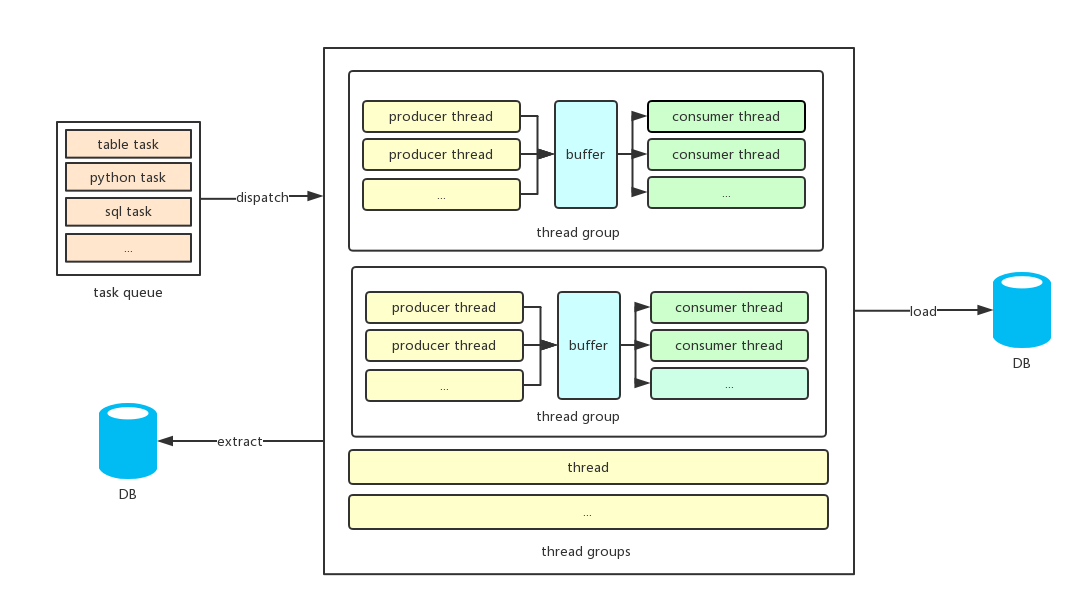 table task
python task
sql task
...
task queue
dispatch
producer thread
producer thread
...
buffer
consumer thread
consumer thread
...
thread group
producer thread
producer thread
...
buffer
consumer thread
consumer thread
...
thread group
thread
...
thread groups
extract
DB
load
DB